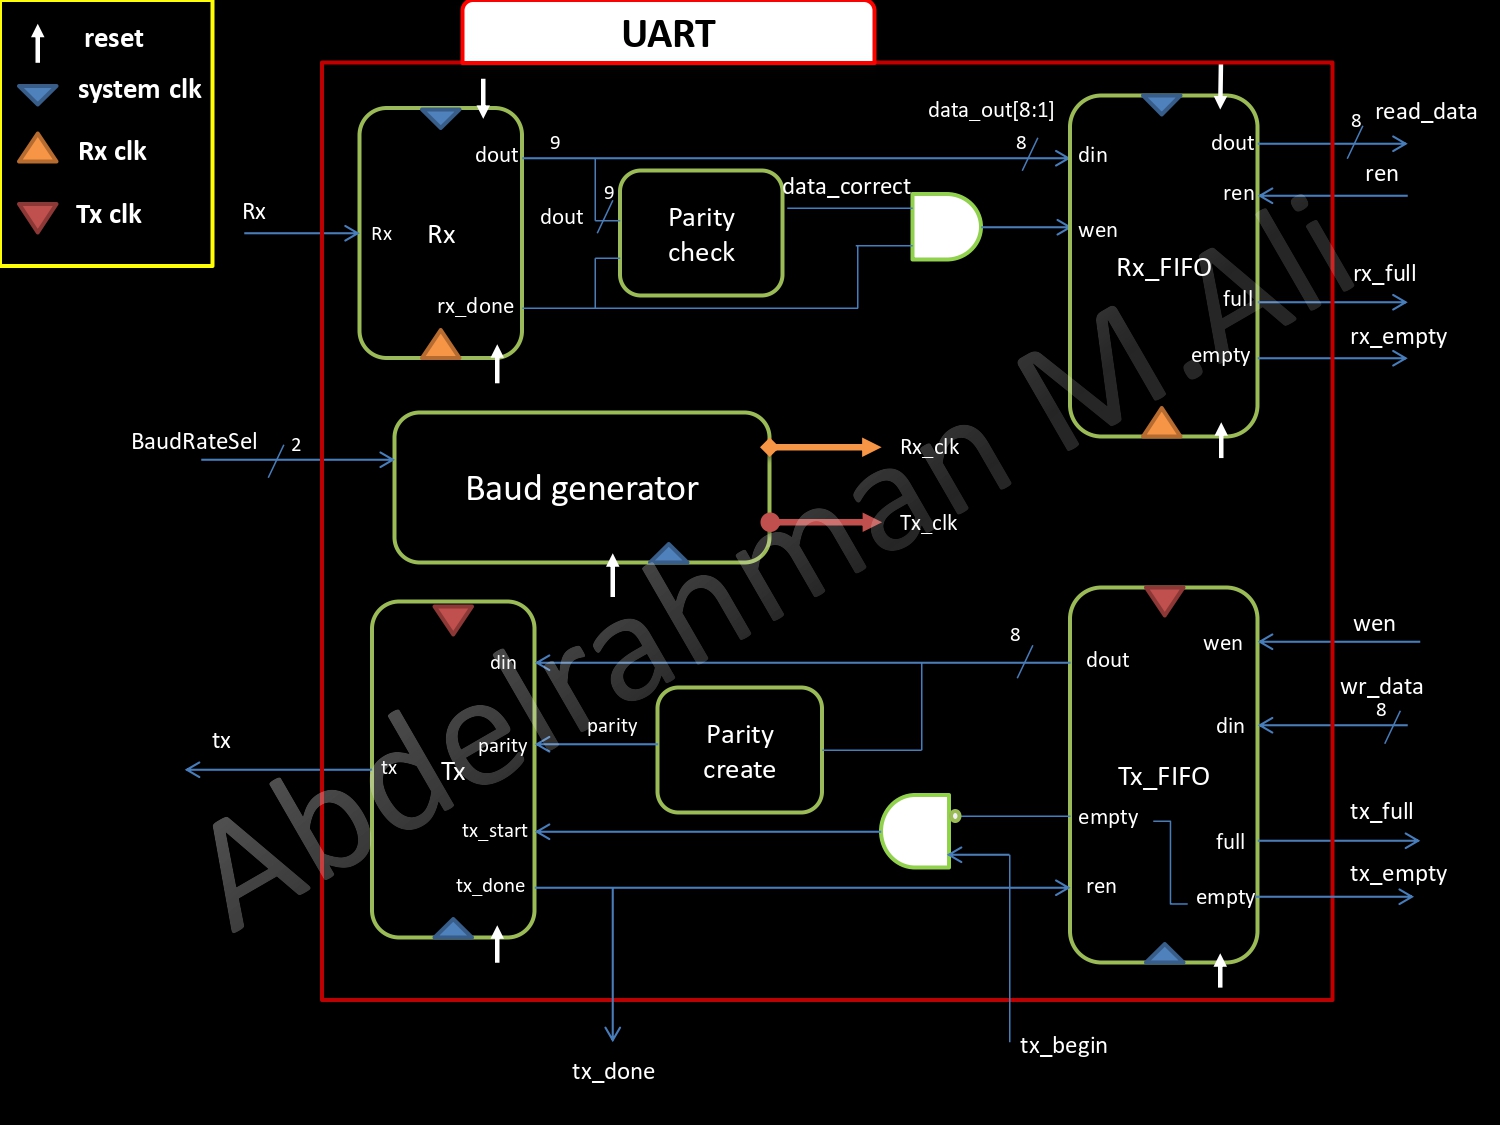 UART
reset
system clk
Rx clk
Tx clk
Rx
Rx
Rx
dout
rx_done
9
9
dout
Parity
check
data_correct
data_out[8:1]
8
din
wen
Rx_FIFO
dout
ren
full
empty
8
read_data
ren
rx_full
rx_empty
BaudRateSel
2
Baud generator
Rx_clk
Tx_clk
din
parity
tx
Tx
tx_start
tx_done
tx
parity
Parity
create
8
dout
wen
din
Tx_FIFO
empty
full
ren
empty
wen
wr_data
8
tx_full
tx_empty
tx_begin
tx_done
Abdelrahman M.Ali